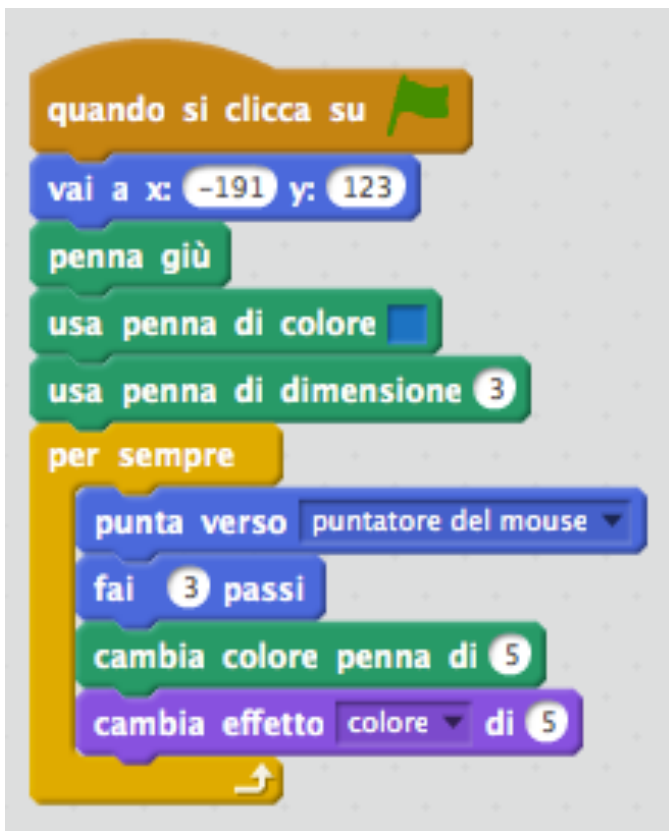 quando si clicca su
vai a x: -191 y: 123
penna giù
usa penna di colore
usa penna di dimensione 3
per sempre
punta verso puntatore del mouse
fai 3 passi
cambia colore penna di 5
cambia effetto colore di 5